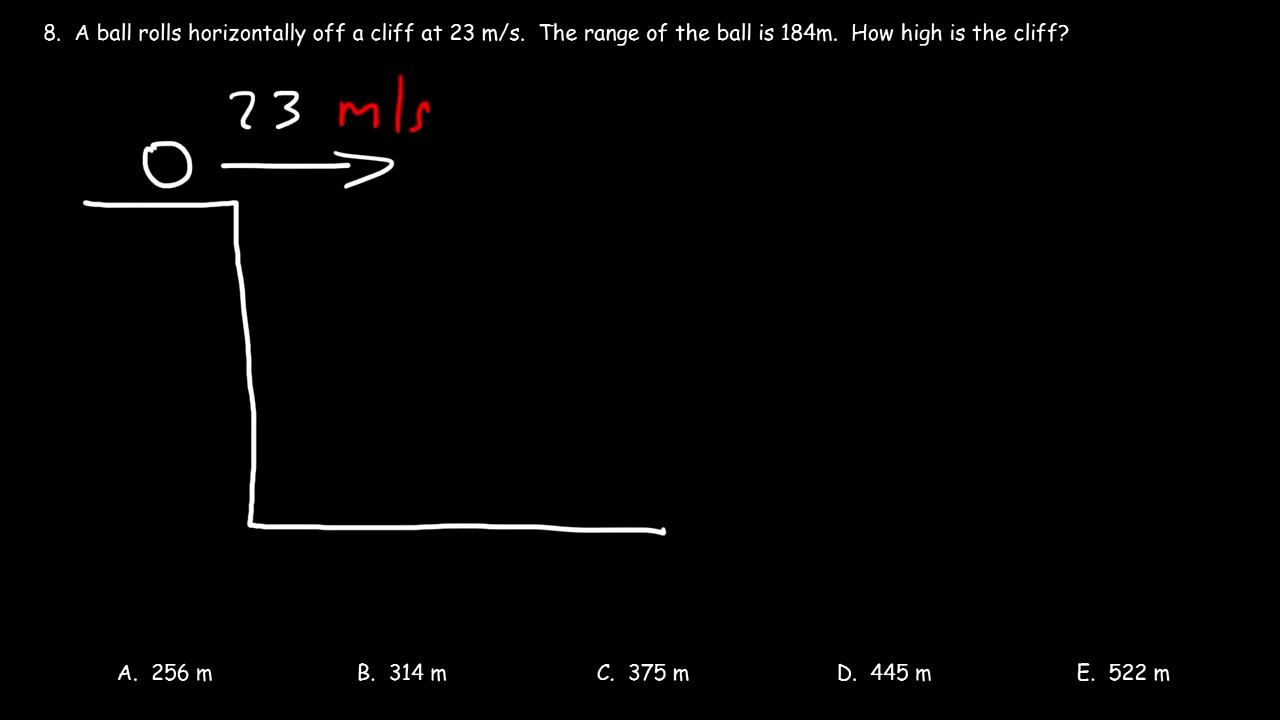 8. A ball rolls horizontally off a cliff at 23 m/s. The range of the ball is 184m. How high is the cliff?
23 m/s
A. 256 m B. 314 m C. 375 m D. 445 m E. 522 m